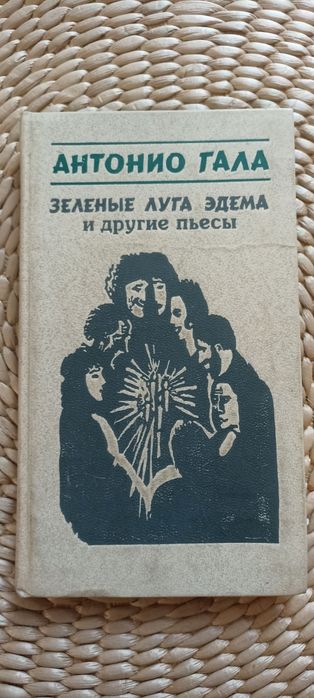 АНТОНИО ГАЛА
ЗЕЛЕНЫЕ ЛУГА ЭДЕМА
И ДРУГИЕ ПЬЕСЫ